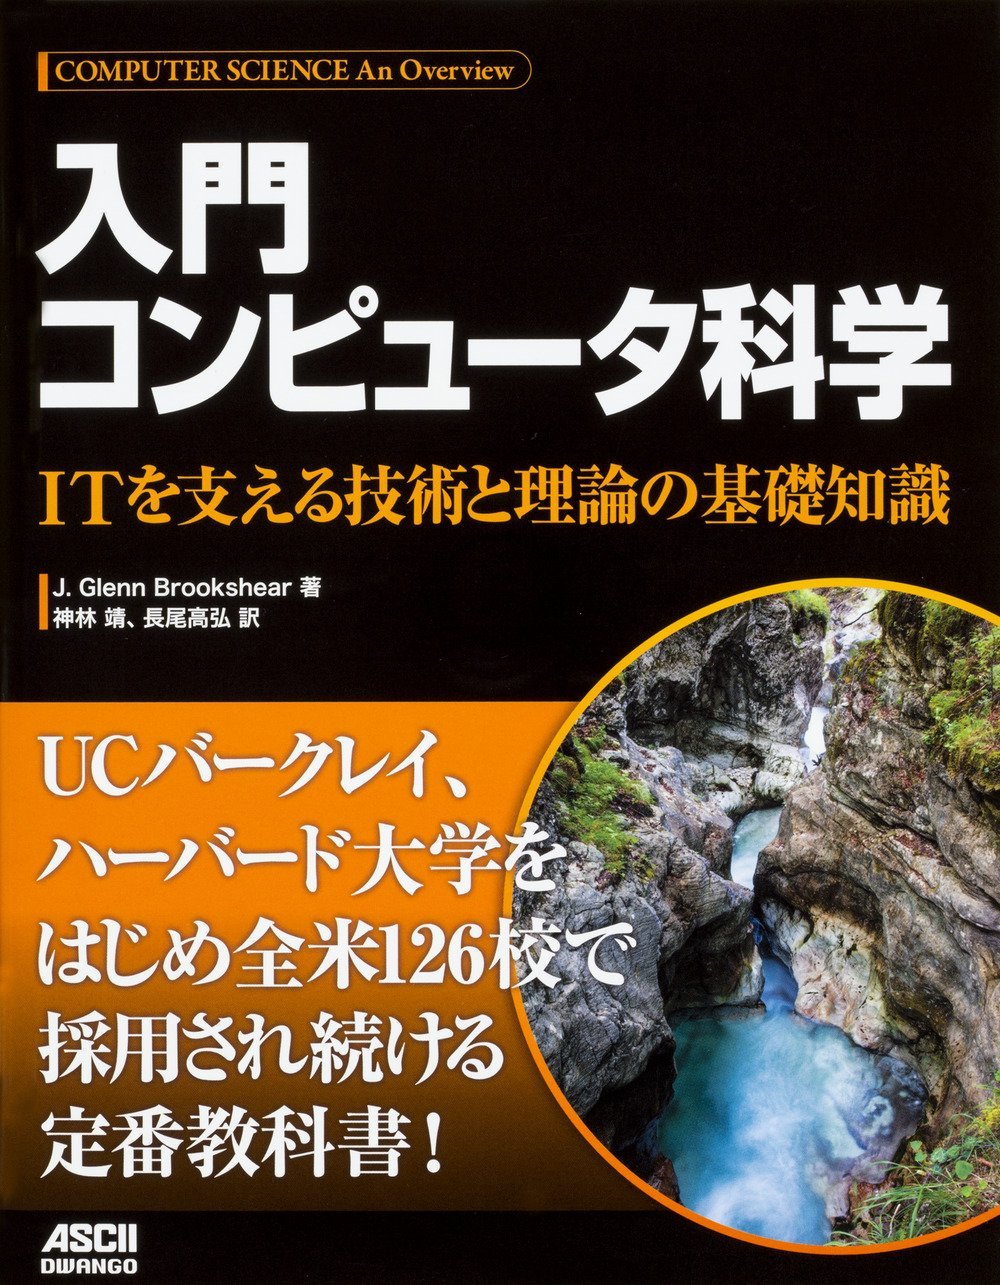 COMPUTER SCIENCE An Overview
入門
コンピュータ科学
ITを支える技術と理論の基礎知識
J. Glenn Brookshear 著
神林 靖、長尾高弘 訳
UCバークレイ、
ハーバード大学を
はじめ全米126校で
採用され続ける
定番教科書！
ASCII
DWANGO